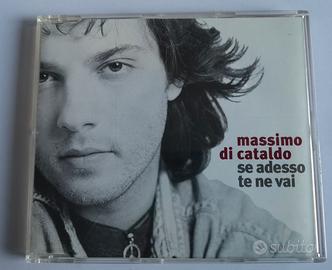 massimo
di cataldo
se adesso
te ne vai
subito